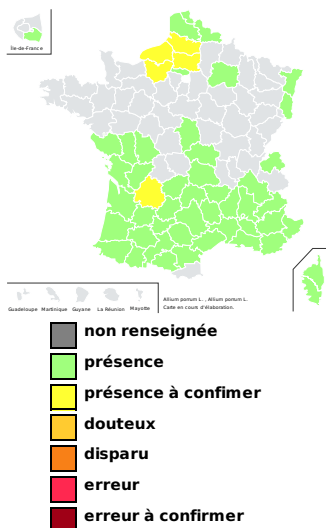 Île-de-France
Guadeloupe Martinique Guyane La Réunion Mayotte
Allium porrum L. , Allium porrum L.
Carte en cours d'élaboration.
non renseignée
présence
présence à confimer
douteux
disparu
erreur
erreur à confirmer